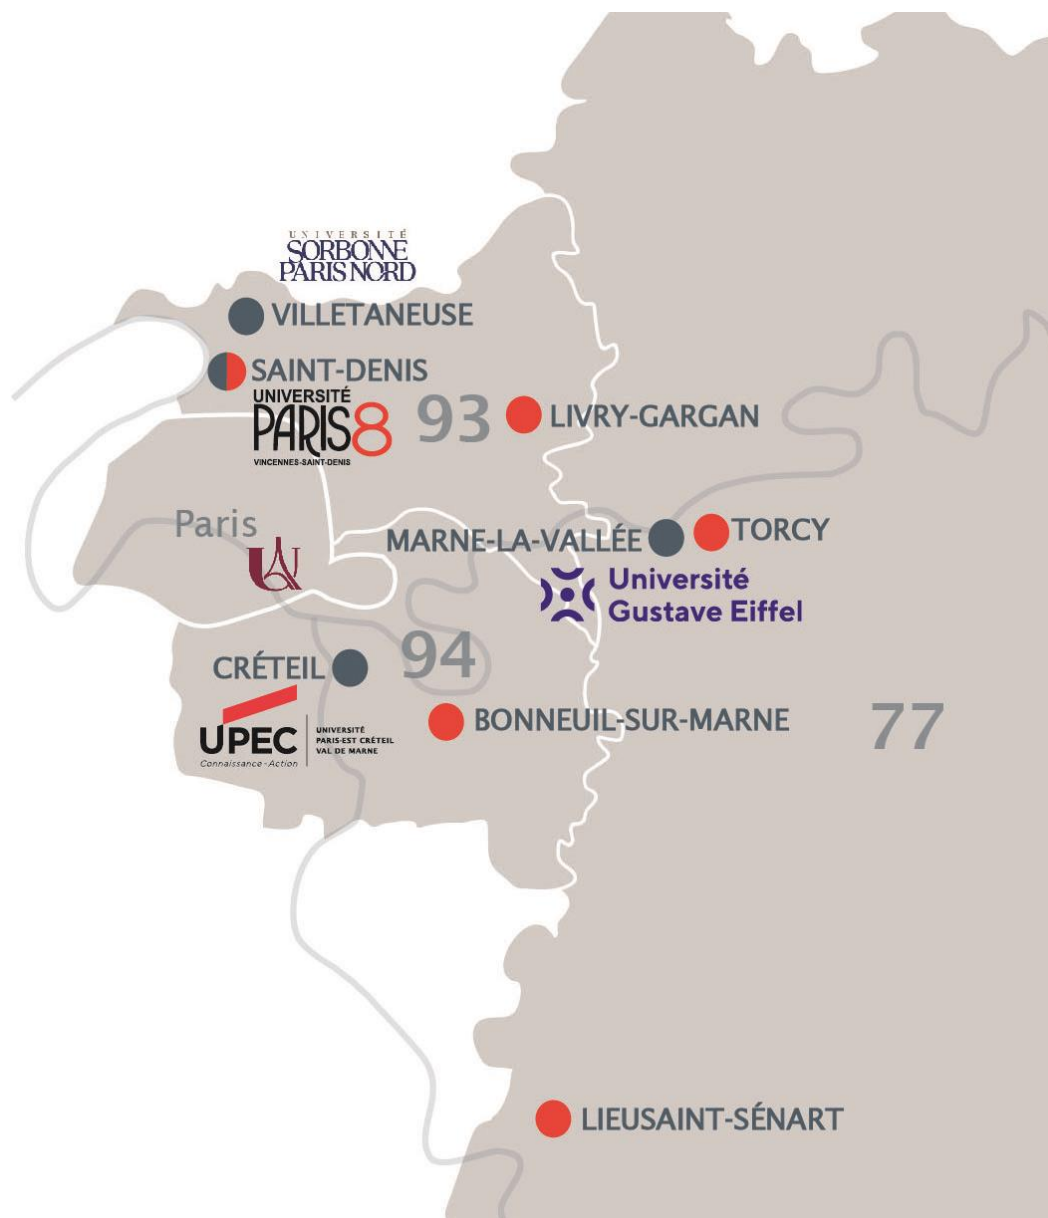 UNIVERSITÉ
SORBONNE
PARIS NORD
VILLETANEUSE
SAINT-DENIS
UNIVERSITÉ
PARIS8
VINCENNES-SAINT-DENIS
93
LIVRY-GARGAN
Paris
MARNE-LA-VALLÉE
TORCY
Université
Gustave Eiffel
CRÉTEIL
94
UPEC
Connaissance - Action
UNIVERSITÉ
PARIS-EST CRÉTEIL
VAL DE MARNE
BONNEUIL-SUR-MARNE
77
LIEUSAINT-SÉNART